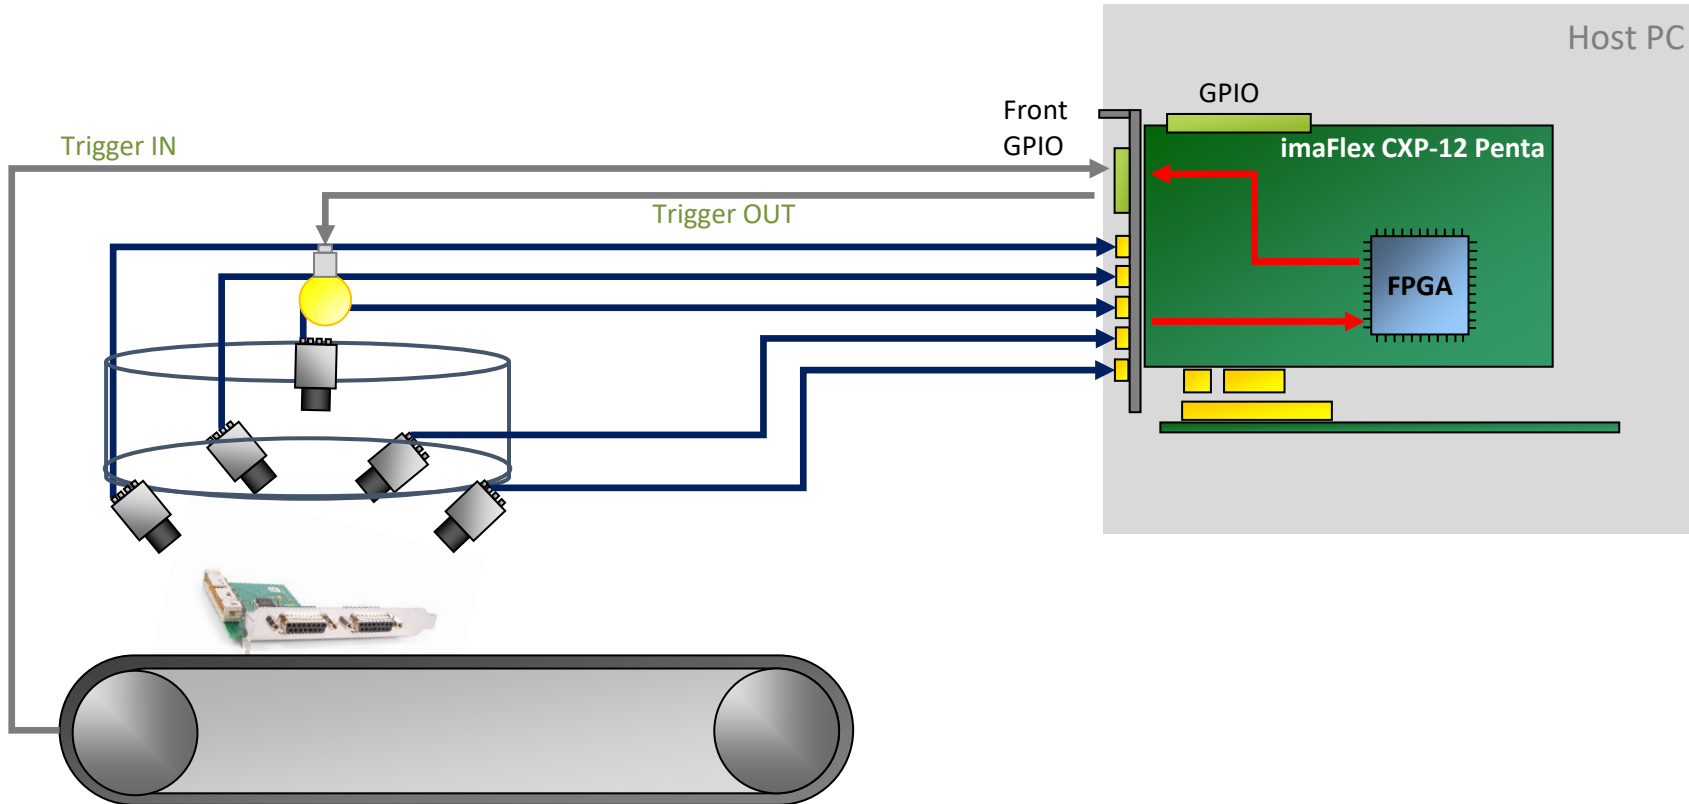 Host PC
GPIO
Front
GPIO
imaFlex CXP-12 Penta
Trigger IN
Trigger OUT
FPGA